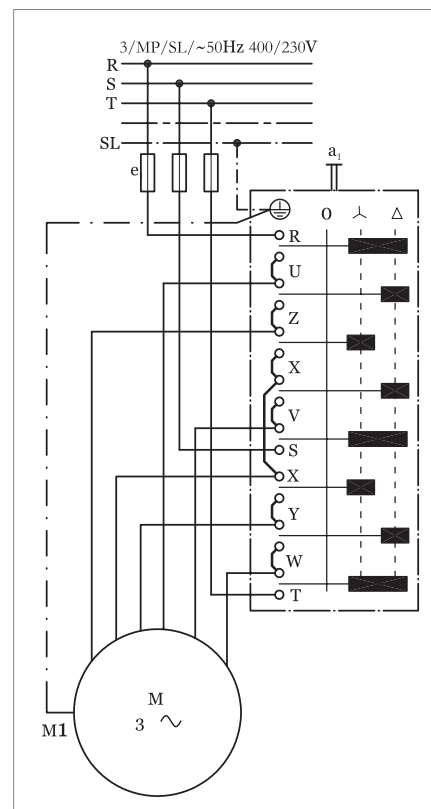 3/MP/SL/~50Hz 400/230V
R
S
T
SL
e
a₁
0 ⅄ Δ
R
U
Z
X
V
S
X
Y
W
T
M
3 ~
M1